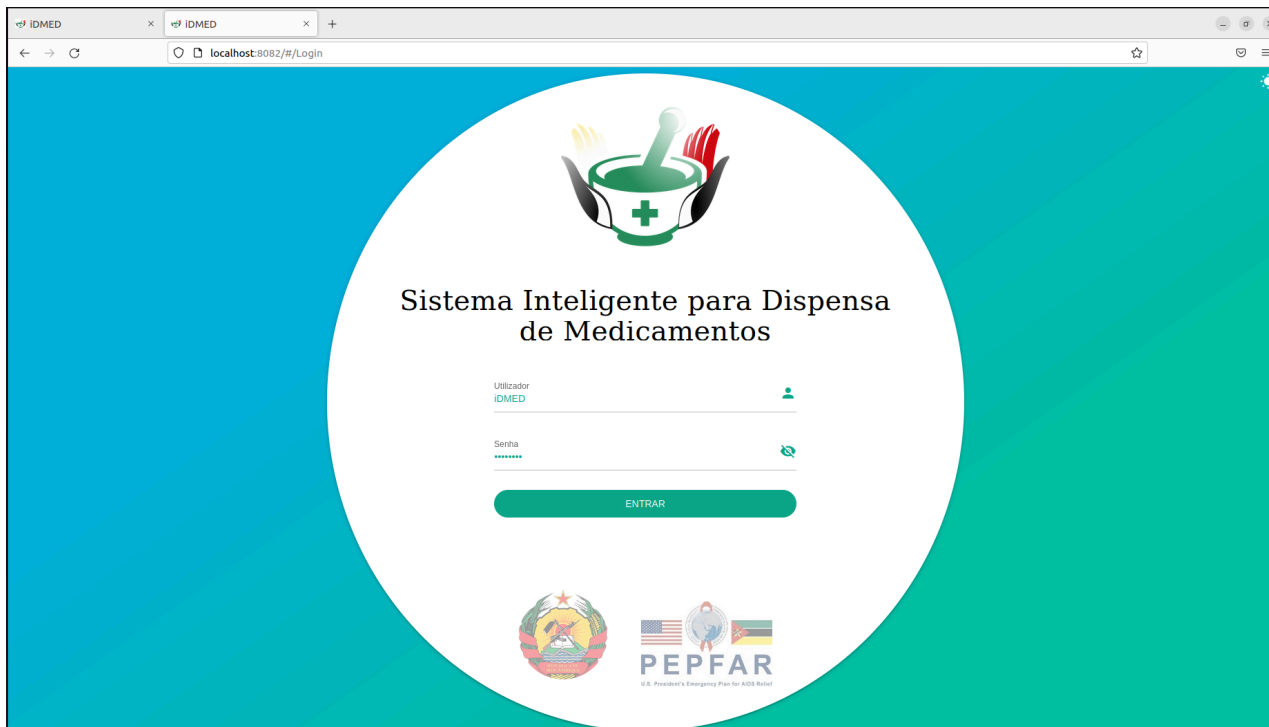 iDMED
iDMED
localhost:8082/#/Login
Sistema Inteligente para Dispensa
de Medicamentos
Utilizador
iDMED
Senha
••••••••
ENTRAR
PEPFAR
U.S. President's Emergency Plan for AIDS Relief